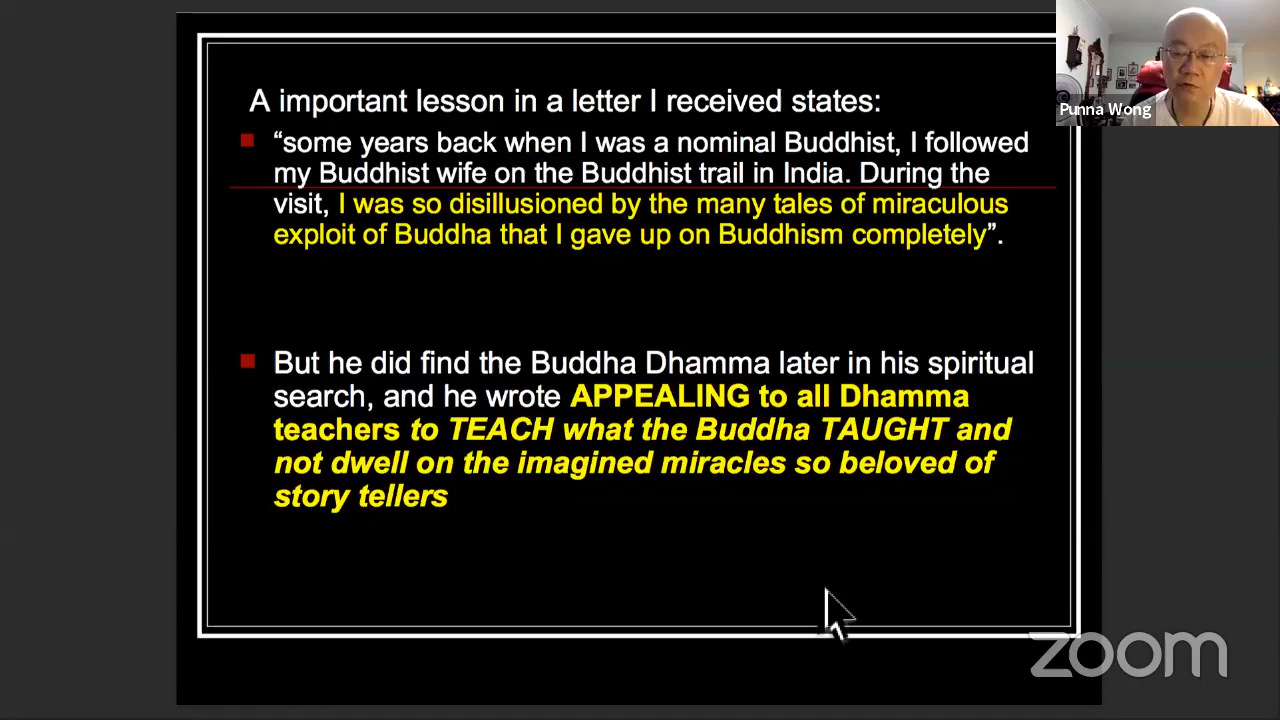 A important lesson in a letter I received states:
“some years back when I was a nominal Buddhist, I followed
my Buddhist wife on the Buddhist trail in India. During the
visit, I was so disillusioned by the many tales of miraculous
exploit of Buddha that I gave up on Buddhism completely”.
But he did find the Buddha Dhamma later in his spiritual
search, and he wrote APPEALING to all Dhamma
teachers to TEACH what the Buddha TAUGHT and
not dwell on the imagined miracles so beloved of
story tellers
Punna Wong
zoom